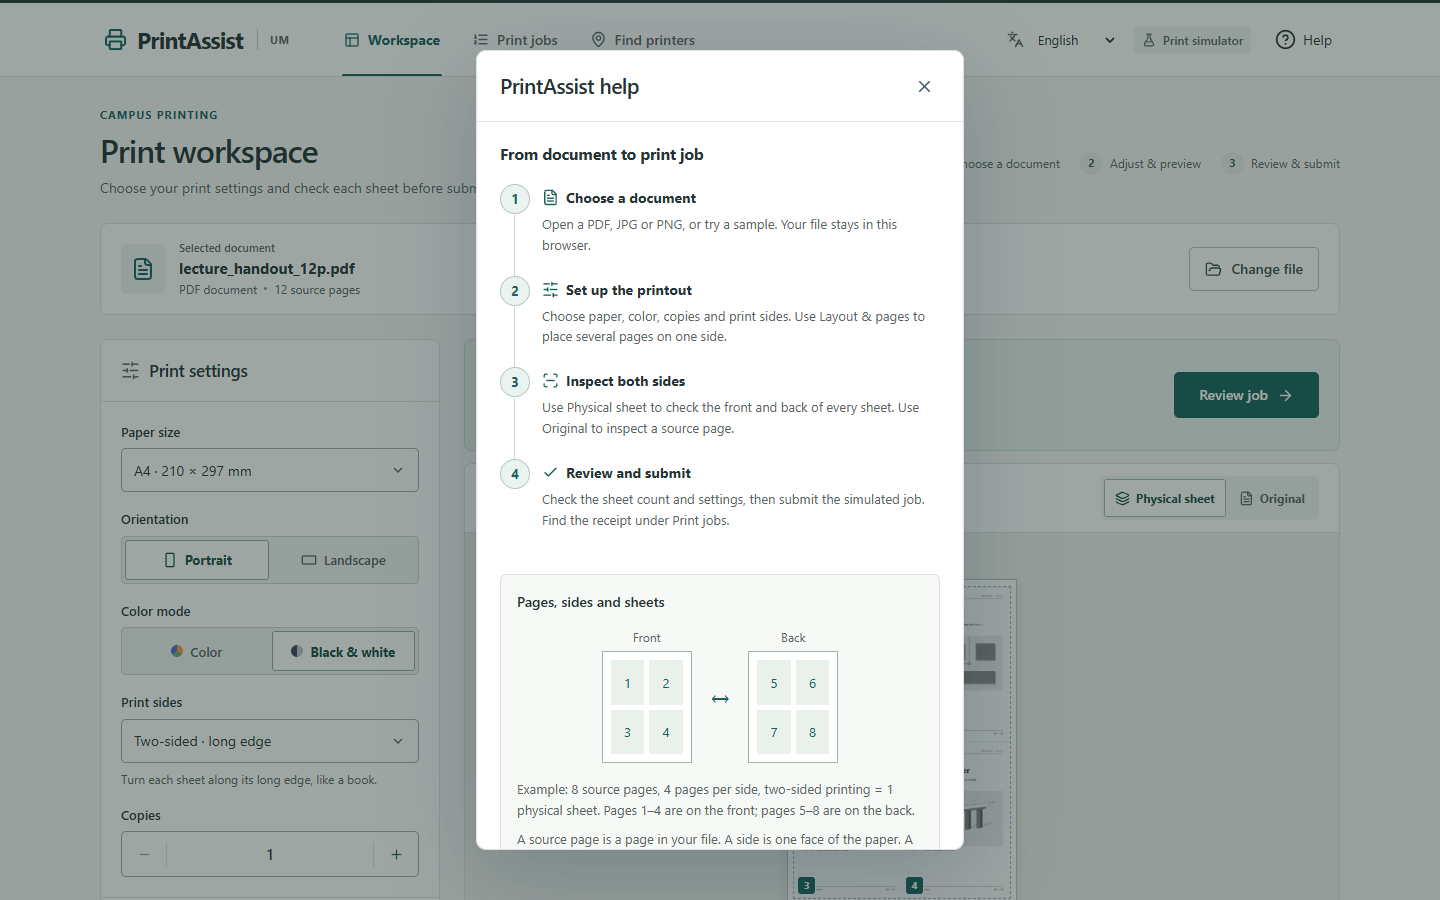 PrintAssist
UM
Workspace
Print jobs
Find printers
English
Print simulator
Help
CAMPUS PRINTING
Print workspace
Choose your print settings and check each sheet before
2 Adjust & preview
3 Review & submit
a document
Selected document
lecture_handout_12p.pdf
PDF document • 12 source pages
Change file
Print settings
Paper size
A4 · 210 × 297 mm
Orientation
Portrait
Landscape
Color mode
Color
Black & white
Print sides
Two-sided · long edge
Turn each sheet along its long edge, like a book.
Copies
1
Review job
Physical sheet
Original
3
4
PrintAssist help
From document to print job
1 Choose a document
Open a PDF, JPG or PNG, or try a sample. Your file stays in this
browser.
2 Set up the printout
Choose paper, color, copies and print sides. Use Layout & pages to
place several pages on one side.
3 Inspect both sides
Use Physical sheet to check the front and back of every sheet. Use
Original to inspect a source page.
4 Review and submit
Check the sheet count and settings, then submit the simulated job.
Find the receipt under Print jobs.
Pages, sides and sheets
Front
Back
1 2
5 6
3 4
7 8
Example: 8 source pages, 4 pages per side, two-sided printing = 1
physical sheet. Pages 1–4 are on the front; pages 5–8 are on the back.
A source page is a page in your file. A side is one face of the paper. A